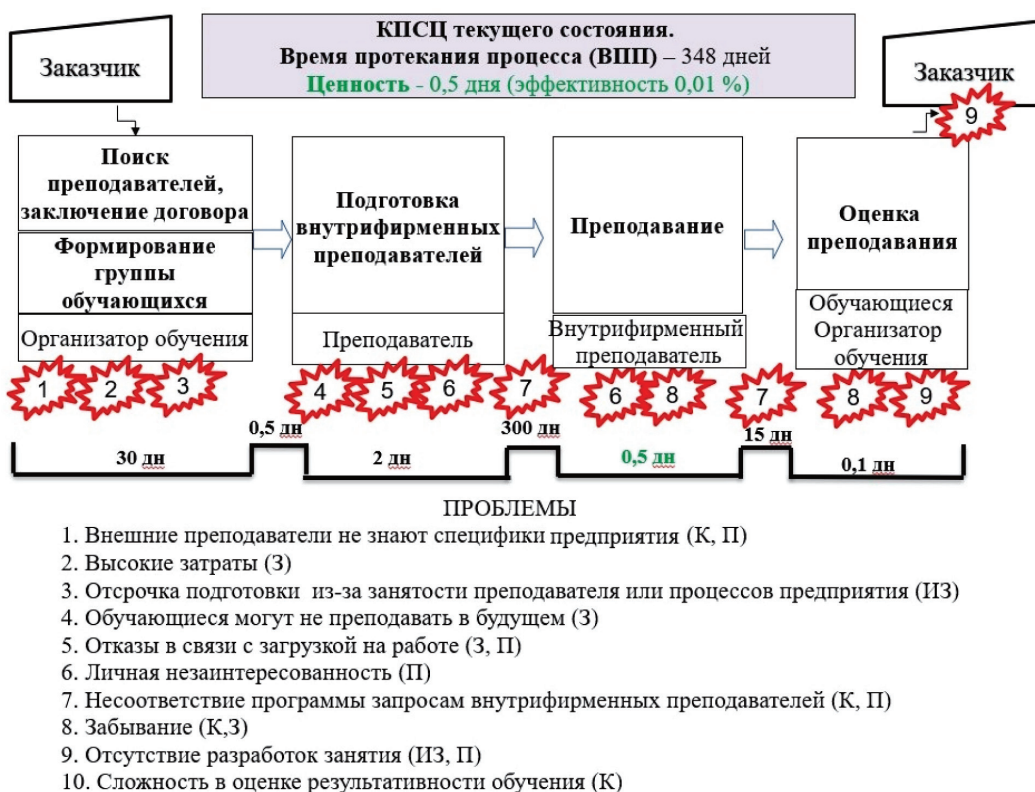 КПСЦ текущего состояния.
Время протекания процесса (ВПП) – 348 дней
Ценность - 0,5 дня (эффективность 0,01 %)
Заказчик
Заказчик
9
Поиск
преподавателей,
заключение договора
Формирование
группы
обучающихся
Организатор обучения
Подготовка
внутрифирменных
преподавателей
Преподаватель
Преподавание
Внутрифирменный
преподаватель
Оценка
преподавания
Обучающиеся
Организатор
обучения
1 2 3 4 5 6 7 6 8 7 8 9
30 дн
0,5 дн
2 дн
300 дн
0,5 дн
15 дн
0,1 дн
ПРОБЛЕМЫ
1. Внешние преподаватели не знают специфики предприятия (К, П)
2. Высокие затраты (З)
3. Отсрочка подготовки из-за занятости преподавателя или процессов предприятия (ИЗ)
4. Обучающиеся могут не преподавать в будущем (З)
5. Отказы в связи с загрузкой на работе (З, П)
6. Личная незаинтересованность (П)
7. Несоответствие программы запросам внутрифирменных преподавателей (К, П)
8. Забывание (К,З)
9. Отсутствие разработок занятия (ИЗ, П)
10. Сложность в оценке результативности обучения (К)